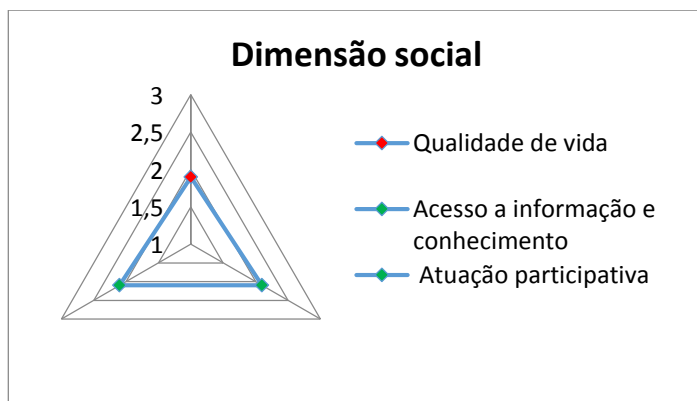 Dimensão social
3
2,5
2
1,5
1
Qualidade de vida
Acesso a informação e
conhecimento
Atuação participativa